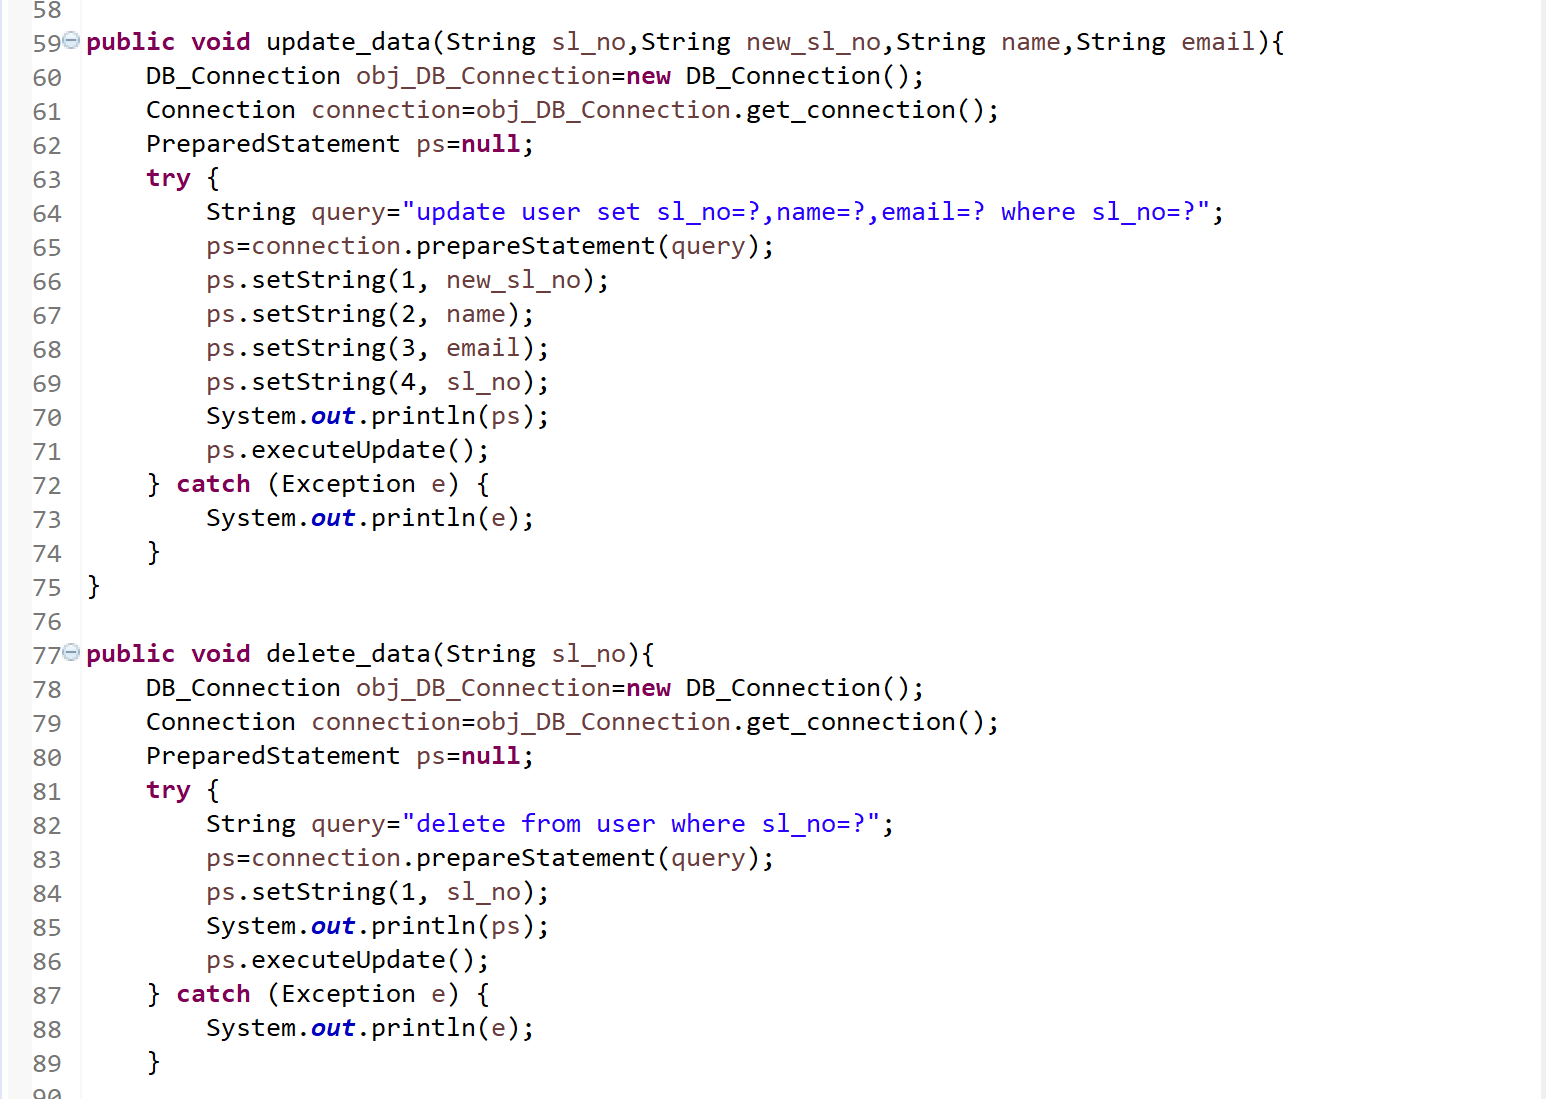 58
59 public void update_data(String sl_no,String new_sl_no,String name,String email){
60     DB_Connection obj_DB_Connection=new DB_Connection();
61     Connection connection=obj_DB_Connection.get_connection();
62     PreparedStatement ps=null;
63     try {
64         String query="update user set sl_no=?,name=?,email=? where sl_no=?";
65         ps=connection.prepareStatement(query);
66         ps.setString(1, new_sl_no);
67         ps.setString(2, name);
68         ps.setString(3, email);
69         ps.setString(4, sl_no);
70         System.out.println(ps);
71         ps.executeUpdate();
72     } catch (Exception e) {
73         System.out.println(e);
74     }
75 }
76
77 public void delete_data(String sl_no){
78     DB_Connection obj_DB_Connection=new DB_Connection();
79     Connection connection=obj_DB_Connection.get_connection();
80     PreparedStatement ps=null;
81     try {
82         String query="delete from user where sl_no=?";
83         ps=connection.prepareStatement(query);
84         ps.setString(1, sl_no);
85         System.out.println(ps);
86         ps.executeUpdate();
87     } catch (Exception e) {
88         System.out.println(e);
89     }
90